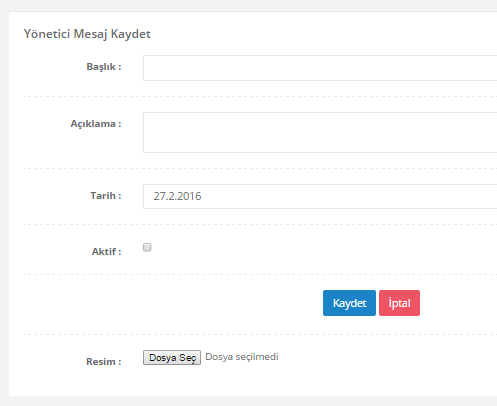 Yönetici Mesaj Kaydet
Başlık :
Açıklama :
Tarih : 27.2.2016
Aktif :
Kaydet İptal
Resim : Dosya Seç Dosya seçilmedi